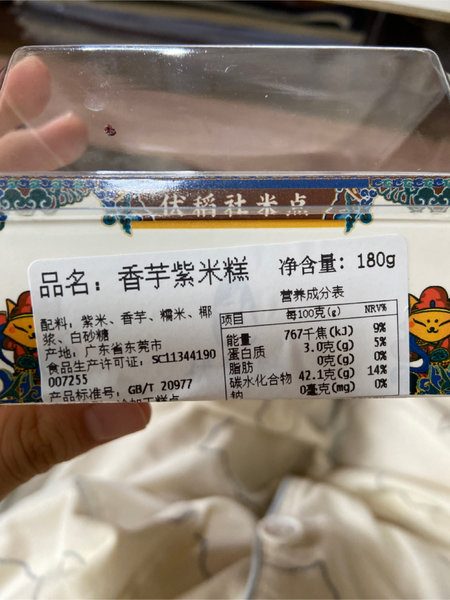 伏稻社米点
品名：香芋紫米糕 净含量：180g
配料：紫米、香芋、糯米、椰
浆、白砂糖
产地：广东省东莞市
食品生产许可证：SC11344190
007255
产品标准号：GB/T 20977
营养成分表
项目 每100克(g) NRV%
能量 767千焦(kJ) 9%
蛋白质 3.0克(g) 5%
脂肪 0克(g) 0%
碳水化合物 42.1克(g) 14%
钠 0毫克(mg) 0%